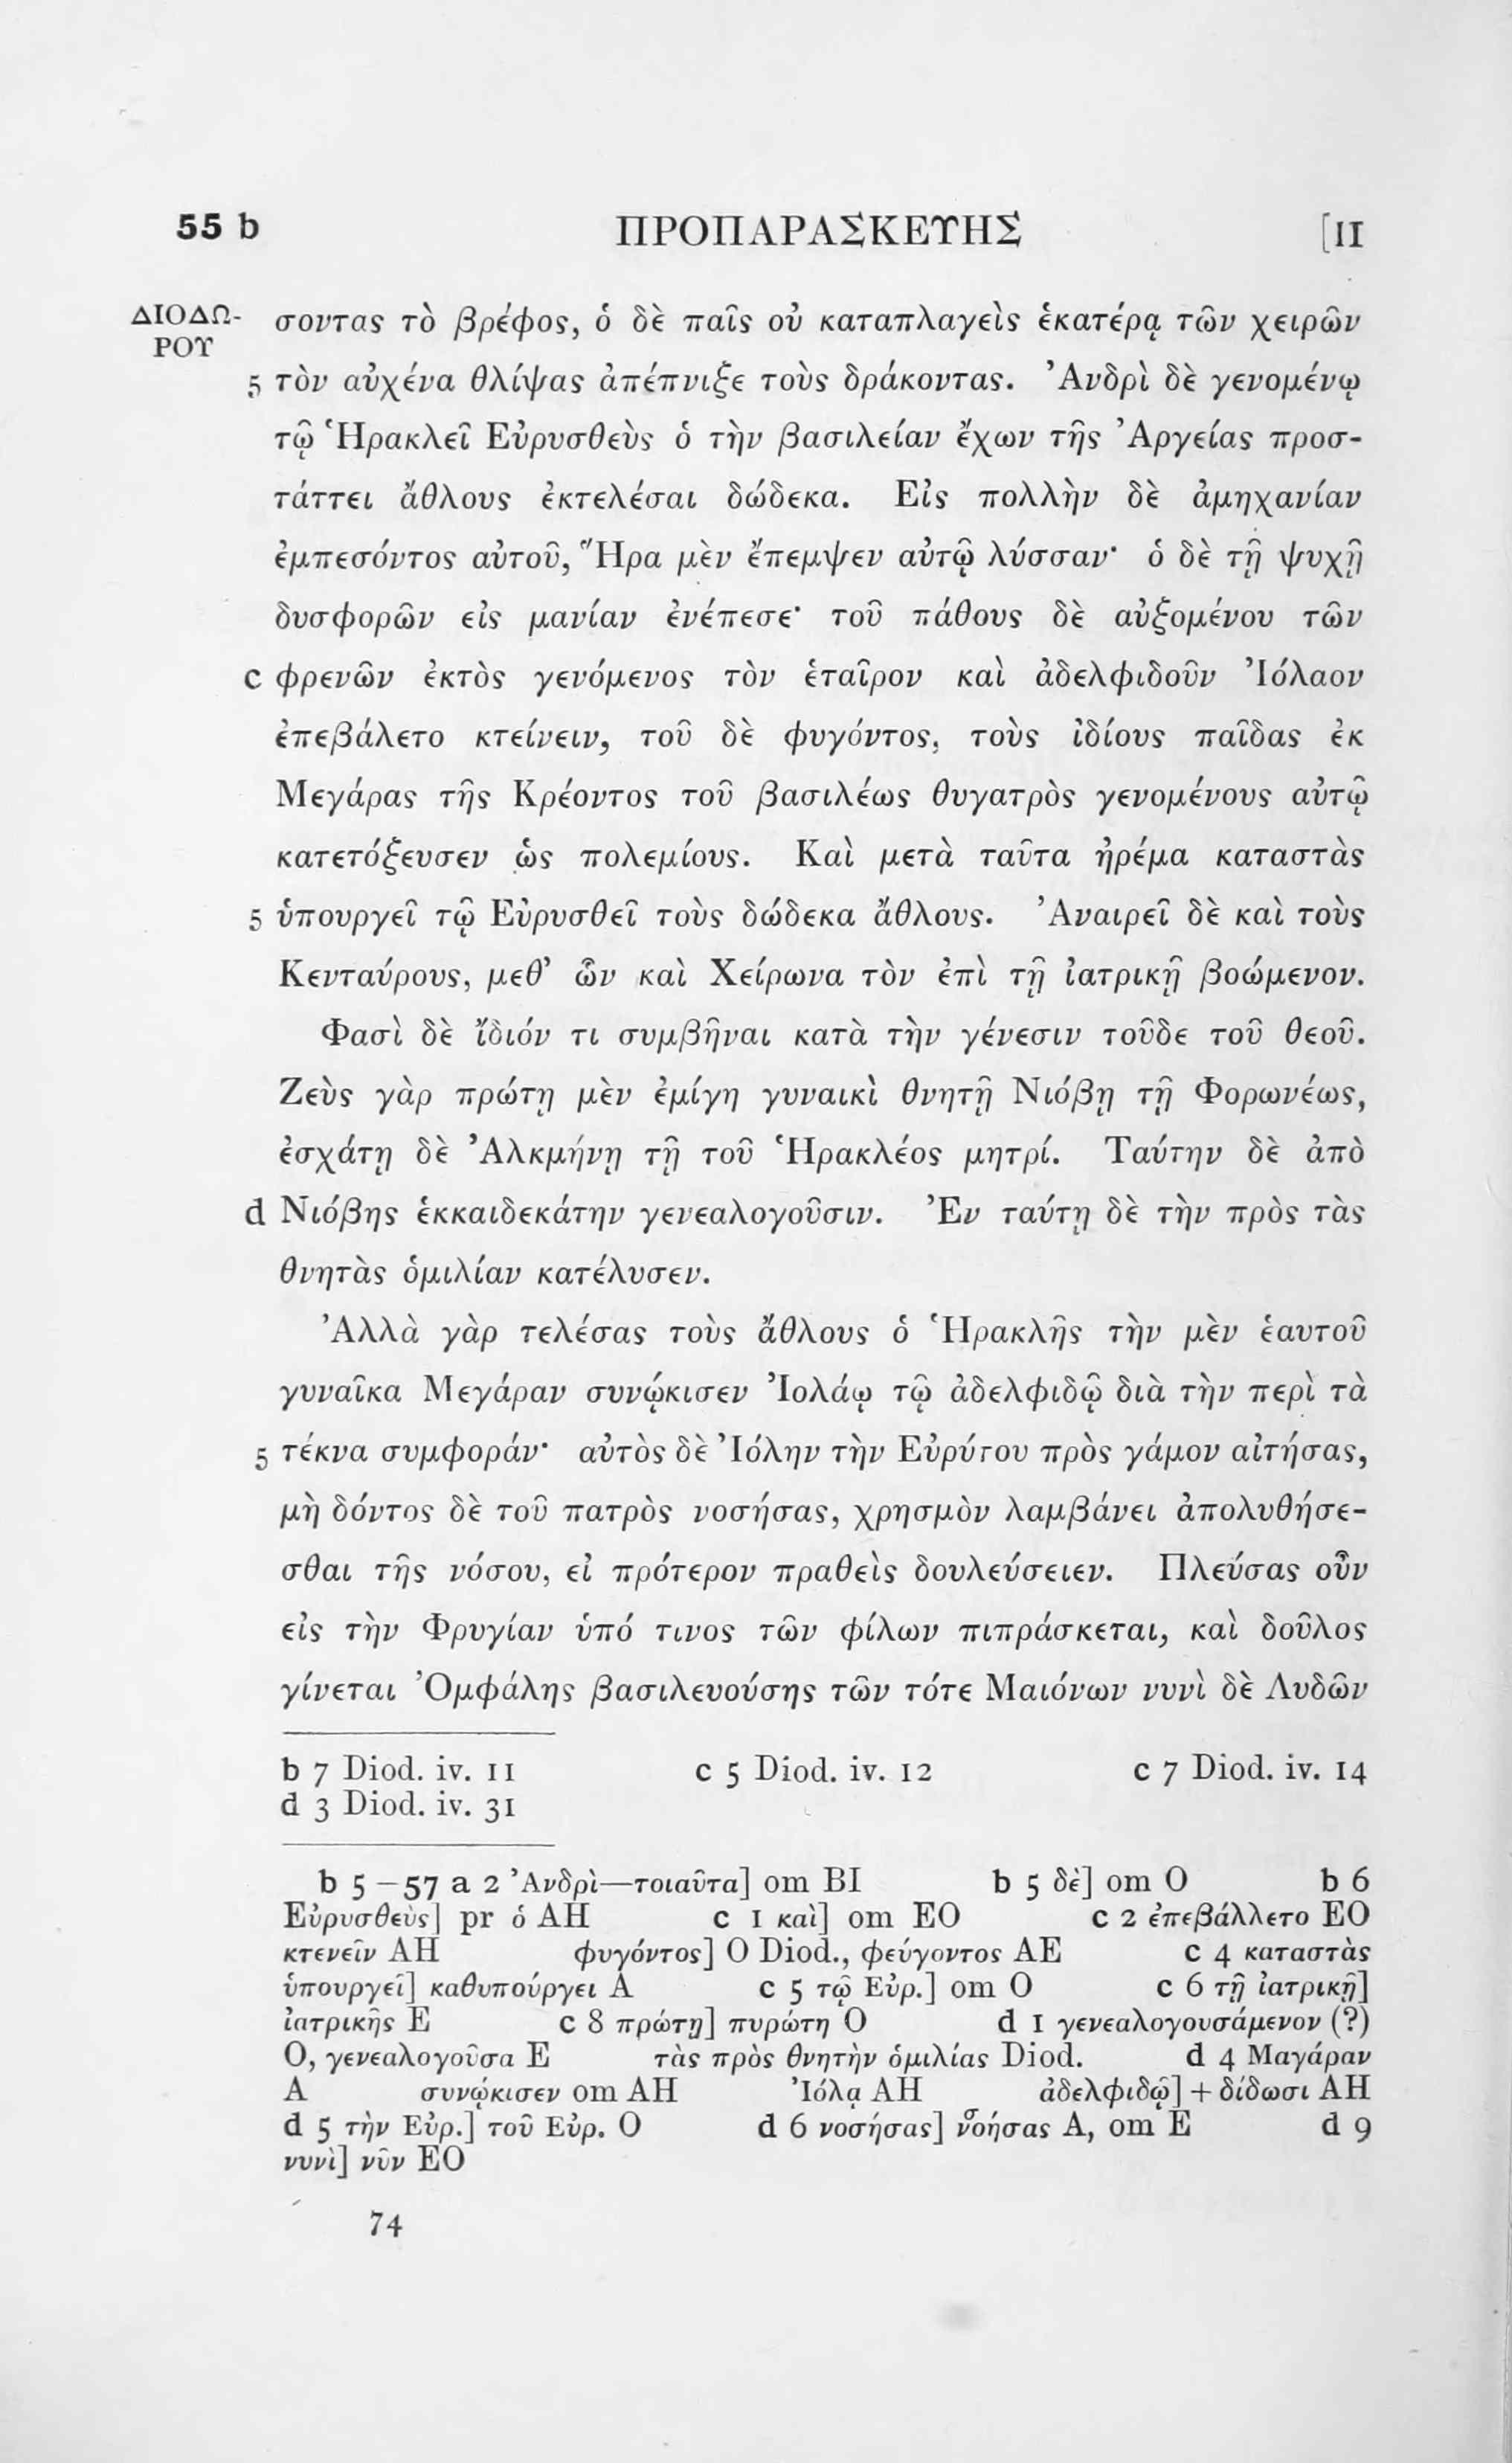 55 b ΠΡΟΠΑΡΑΣΚΕΥΗΣ [II
ΔΙΟΔΩ- σοντας τὸ βρέφος, ὁ δὲ παῖς οὐ καταπλαγεὶς ἑκατέρᾳ τῶν χειρῶν
ΡΟΥ
5 τὸν αὐχένα θλίψας ἀπέπνιξε τοὺς δράκοντας. Ἀνδρὶ δὲ γενομένῳ
τῷ Ἡρακλεῖ Εὐρυσθεὺς ὁ τὴν βασιλείαν ἔχων τῆς Ἀργείας προσ-
τάττει ἄθλους ἐκτελέσαι δώδεκα. Εἰς πολλὴν δὲ ἀμηχανίαν
ἐμπεσόντος αὐτοῦ, Ἥρα μὲν ἔπεμψεν αὐτῷ λύσσαν· ὁ δὲ τῇ ψυχῇ
δυσφορῶν εἰς μανίαν ἐνέπεσε· τοῦ πάθους δὲ αὐξομένου τῶν
c φρενῶν ἐκτὸς γενόμενος τὸν ἑταῖρον καὶ ἀδελφιδοῦν Ἰόλαον
ἐπεβάλετο κτείνειν, τοῦ δὲ φυγόντος, τοὺς ἰδίους παῖδας ἐκ
Μεγάρας τῆς Κρέοντος τοῦ βασιλέως θυγατρὸς γενομένους αὐτῷ
κατετόξευσεν ὡς πολεμίους. Καὶ μετὰ ταῦτα ἠρέμα καταστὰς
5 ὑπουργεῖ τῷ Εὐρυσθεῖ τοὺς δώδεκα ἄθλους. Ἀναιρεῖ δὲ καὶ τοὺς
Κενταύρους, μεθ’ ὧν καὶ Χείρωνα τὸν ἐπὶ τῇ ἰατρικῇ βοώμενον.
Φασὶ δὲ ἴδιόν τι συμβῆναι κατὰ τὴν γένεσιν τοῦδε τοῦ θεοῦ.
Ζεὺς γὰρ πρώτῃ μὲν ἐμίγη γυναικὶ θνητῇ Νιόβῃ τῇ Φορωνέως,
ἐσχάτῃ δὲ Ἀλκμήνῃ τῇ τοῦ Ἡρακλέος μητρί. Ταύτην δὲ ἀπὸ
d Νιόβης ἑκκαιδεκάτην γενεαλογοῦσιν. Ἐν ταύτῃ δὲ τὴν πρὸς τὰς
θνητὰς ὁμιλίαν κατέλυσεν.
Ἀλλὰ γὰρ τελέσας τοὺς ἄθλους ὁ Ἡρακλῆς τὴν μὲν ἑαυτοῦ
γυναῖκα Μεγάραν συνῴκισεν Ἰολάῳ τῷ ἀδελφιδῷ διὰ τὴν περὶ τὰ
5 τέκνα συμφοράν· αὐτὸς δὲ Ἰόλην τὴν Εὐρύτου πρὸς γάμον αἰτήσας,
μὴ δόντος δὲ τοῦ πατρὸς νοσήσας, χρησμὸν λαμβάνει ἀπολυθήσε-
σθαι τῆς νόσου, εἰ πρότερον πραθεὶς δουλεύσειεν. Πλεύσας οὖν
εἰς τὴν Φρυγίαν ὑπό τινος τῶν φίλων πιπράσκεται, καὶ δοῦλος
γίνεται Ὀμφάλης βασιλευούσης τῶν τότε Μαιόνων νυνὶ δὲ Λυδῶν
b 7 Diod. iv. 11 c 5 Diod. iv. 12 c 7 Diod. iv. 14
d 3 Diod. iv. 31
b 5–57 a 2 Ἀνδρὶ—τοιαῦτα] om BI b 5 δὲ] om O b 6
Εὐρυσθεὺς] pr ὁ AH c 1 καὶ] om EO c 2 ἐπεβάλλετο EO
κτενεῖν AH φυγόντος] O Diod., φεύγοντος AE c 4 καταστὰς
ὑπουργεῖ] καθυπούργει A c 5 τῷ Εὐρ.] om O c 6 τῇ ἰατρικῇ]
ἰατρικῆς E c 8 πρώτῃ] πυρώτη O d 1 γενεαλογουσάμενον (?)
O, γενεαλογοῦσα E τὰς πρὸς θνητὴν ὁμιλίας Diod. d 4 Μαγάραν
A συνῴκισεν om AH Ἰόλᾳ AH ἀδελφιδῷ] + δίδωσι AH
d 5 τὴν Εὐρ.] τοῦ Εὐρ. O d 6 νοσήσας] νοήσας A, om E d 9
νυνὶ] νῦν EO
74